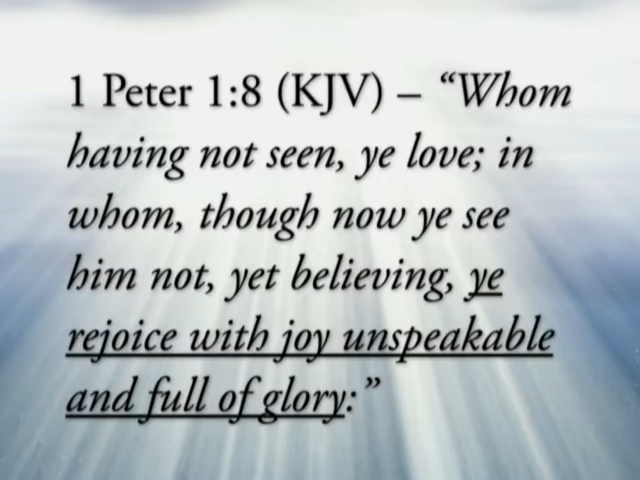 1 Peter 1:8 (KJV) – “Whom
having not seen, ye love; in
whom, though now ye see
him not, yet believing, ye
rejoice with joy unspeakable
and full of glory:”